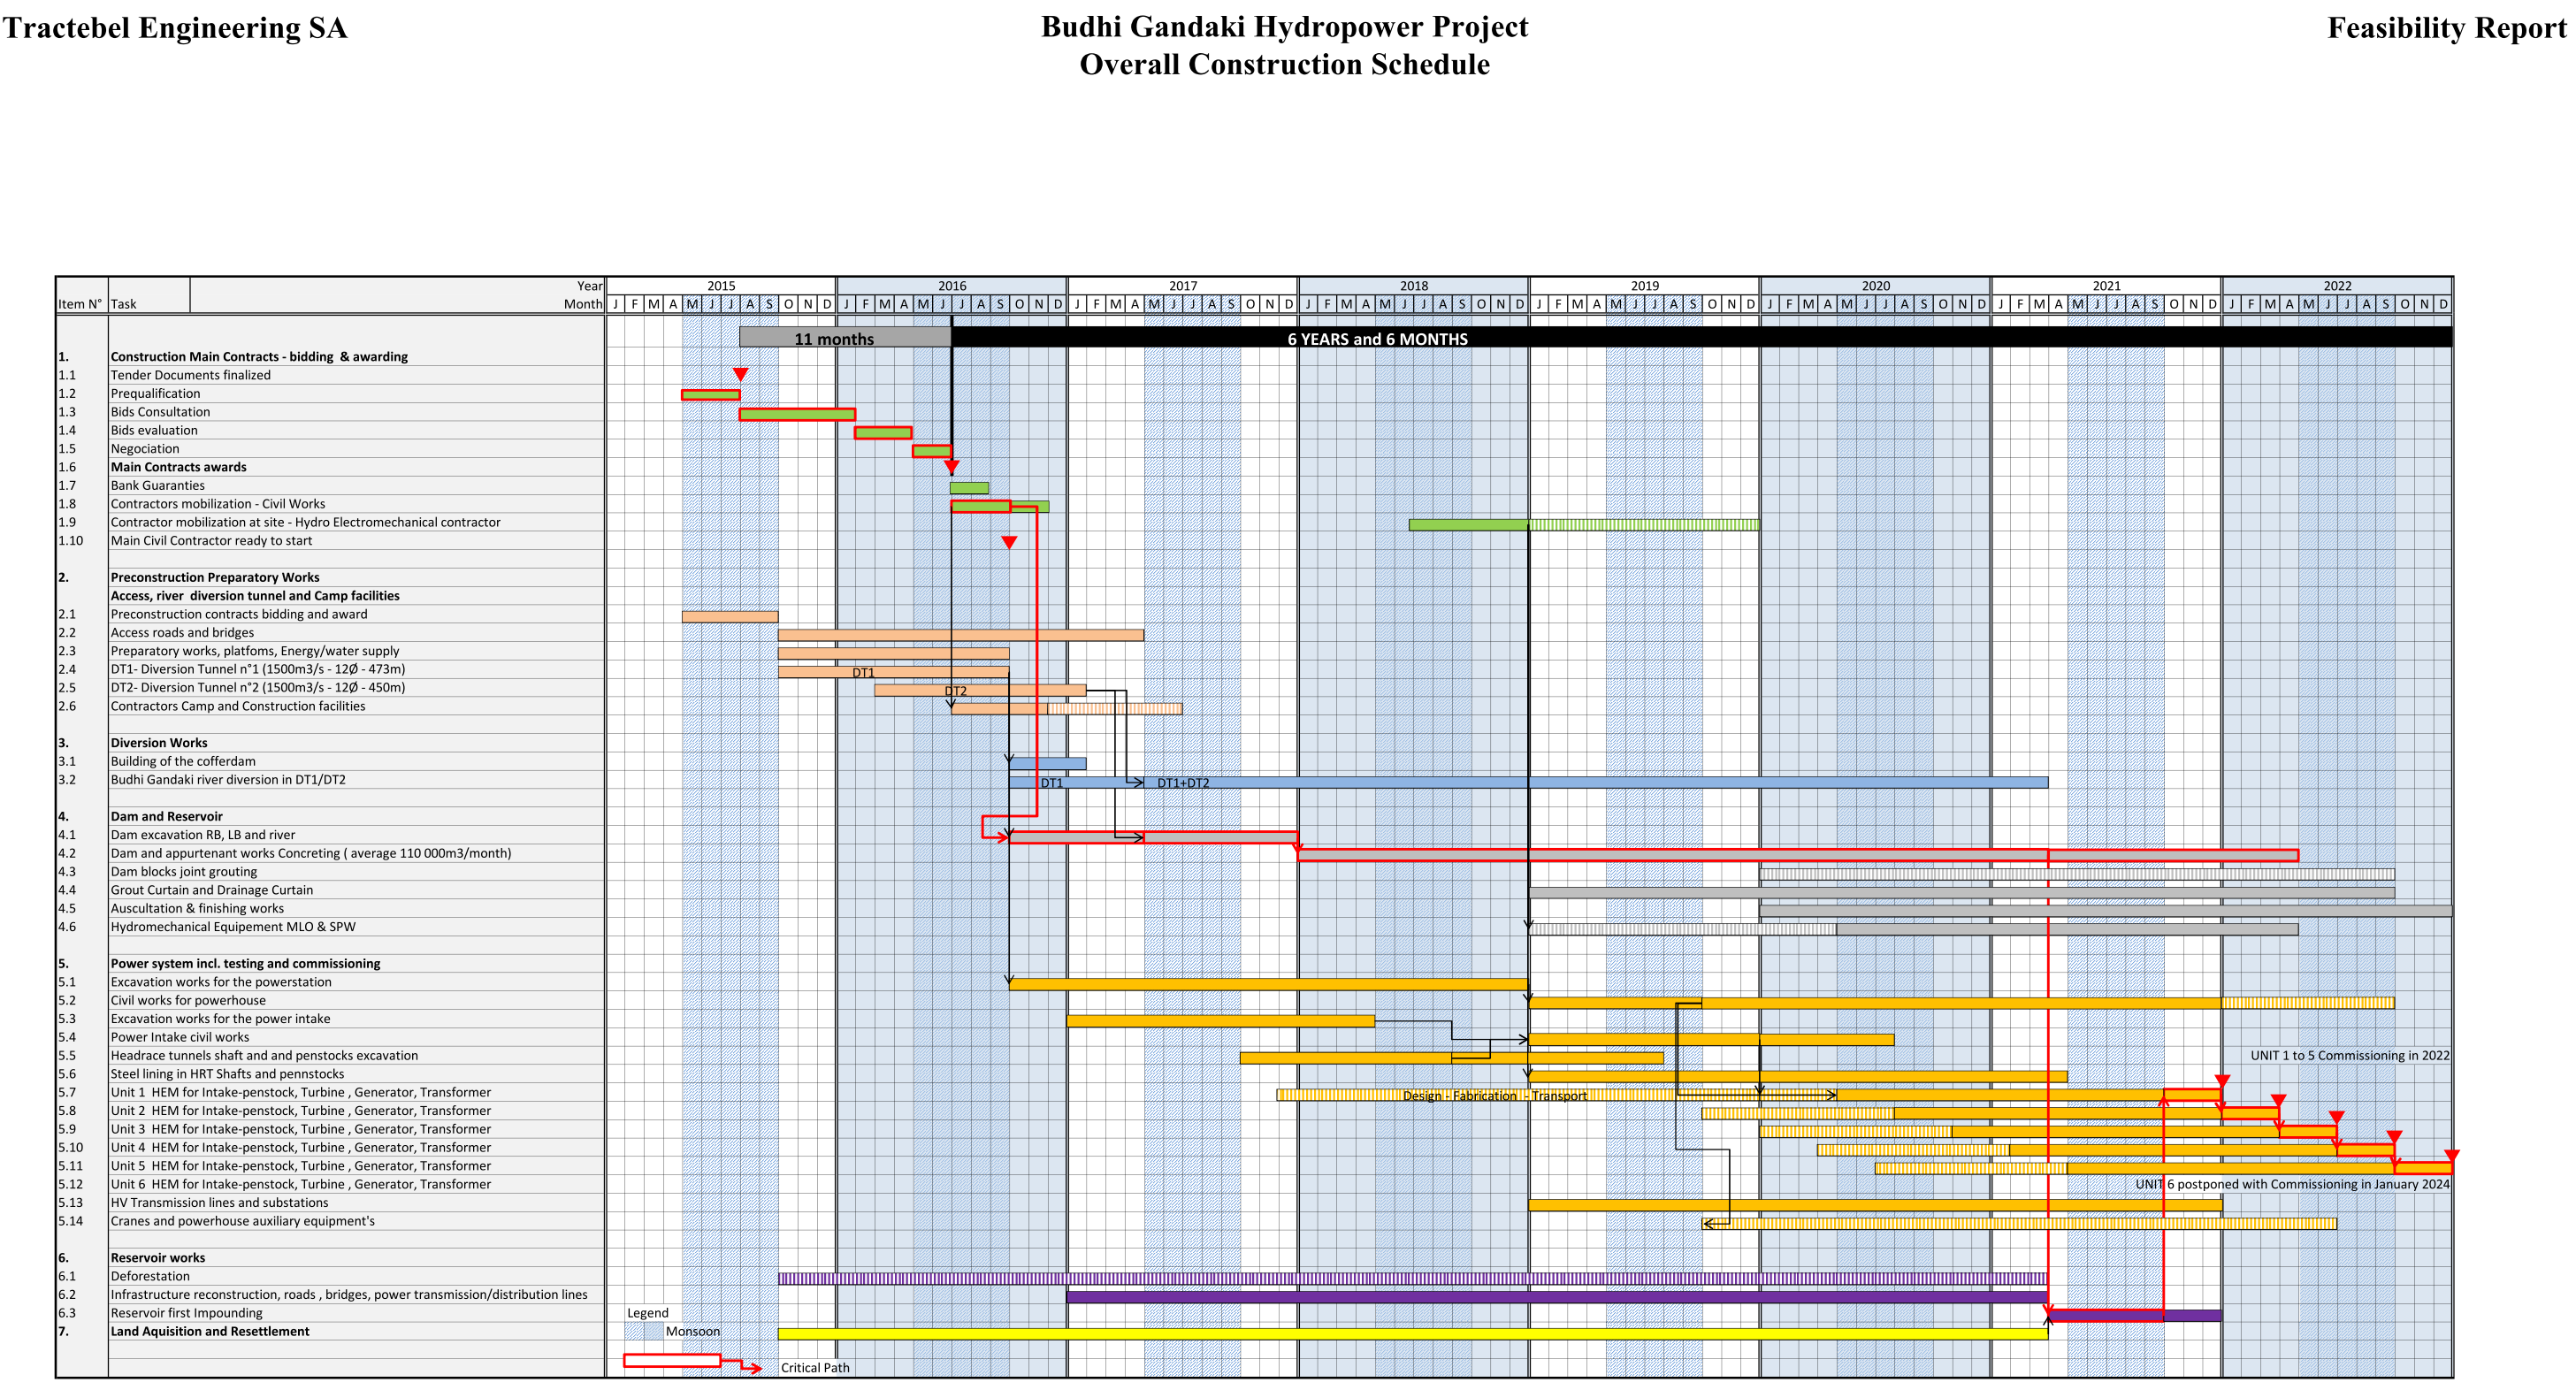 Tractebel Engineering SA
Budhi Gandaki Hydropower Project
Feasibility Report
Overall Construction Schedule
Year 2015 2016 2017 2018 2019 2020 2021 2022
Item N° Task Month J F M A M J J A S O N D J F M A M J J A S O N D J F M A M J J A S O N D J F M A M J J A S O N D J F M A M J J A S O N D J F M A M J J A S O N D J F M A M J J A S O N D J F M A M J J A S O N D
11 months 6 YEARS and 6 MONTHS
1. Construction Main Contracts - bidding & awarding
1.1 Tender Documents finalized
1.2 Prequalification
1.3 Bids Consultation
1.4 Bids evaluation
1.5 Negociation
1.6 Main Contracts awards
1.7 Bank Guaranties
1.8 Contractors mobilization - Civil Works
1.9 Contractor mobilization at site - Hydro Electromechanical contractor
1.10 Main Civil Contractor ready to start
2. Preconstruction Preparatory Works
Access, river diversion tunnel and Camp facilities
2.1 Preconstruction contracts bidding and award
2.2 Access roads and bridges
2.3 Preparatory works, platfoms, Energy/water supply
2.4 DT1- Diversion Tunnel n°1 (1500m3/s - 12Ø - 473m) DT1
2.5 DT2- Diversion Tunnel n°2 (1500m3/s - 12Ø - 450m) DT2
2.6 Contractors Camp and Construction facilities
3. Diversion Works
3.1 Building of the cofferdam
3.2 Budhi Gandaki river diversion in DT1/DT2 DT1 DT1+DT2
4. Dam and Reservoir
4.1 Dam excavation RB, LB and river
4.2 Dam and appurtenant works Concreting ( average 110 000m3/month)
4.3 Dam blocks joint grouting
4.4 Grout Curtain and Drainage Curtain
4.5 Auscultation & finishing works
4.6 Hydromechanical Equipement MLO & SPW
5. Power system incl. testing and commissioning
5.1 Excavation works for the powerstation
5.2 Civil works for powerhouse
5.3 Excavation works for the power intake
5.4 Power Intake civil works
5.5 Headrace tunnels shaft and and penstocks excavation UNIT 1 to 5 Commissioning in 2022
5.6 Steel lining in HRT Shafts and pennstocks
5.7 Unit 1 HEM for Intake-penstock, Turbine , Generator, Transformer Design - Fabrication - Transport
5.8 Unit 2 HEM for Intake-penstock, Turbine , Generator, Transformer
5.9 Unit 3 HEM for Intake-penstock, Turbine , Generator, Transformer
5.10 Unit 4 HEM for Intake-penstock, Turbine , Generator, Transformer
5.11 Unit 5 HEM for Intake-penstock, Turbine , Generator, Transformer
5.12 Unit 6 HEM for Intake-penstock, Turbine , Generator, Transformer UNIT 6 postponed with Commissioning in January 2024
5.13 HV Transmission lines and substations
5.14 Cranes and powerhouse auxiliary equipment's
6. Reservoir works
6.1 Deforestation
6.2 Infrastructure reconstruction, roads , bridges, power transmission/distribution lines
6.3 Reservoir first Impounding Legend
7. Land Aquisition and Resettlement Monsoon
Critical Path